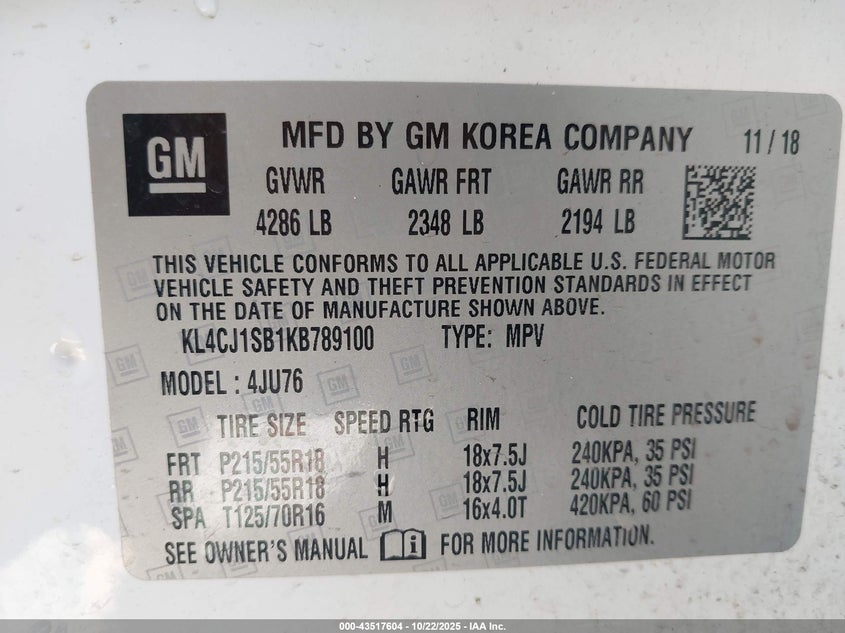 GM
MFD BY GM KOREA COMPANY 11/18
GVWR GAWR FRT GAWR RR
4286 LB 2348 LB 2194 LB
THIS VEHICLE CONFORMS TO ALL APPLICABLE U.S. FEDERAL MOTOR
VEHICLE SAFETY AND THEFT PREVENTION STANDARDS IN EFFECT
ON THE DATE OF MANUFACTURE SHOWN ABOVE.
KL4CJ1SB1KB789100 TYPE: MPV
MODEL : 4JU76
TIRE SIZE SPEED RTG RIM COLD TIRE PRESSURE
FRT P215/55R18 H 18x7.5J 240KPA, 35 PSI
RR P215/55R18 H 18x7.5J 240KPA, 35 PSI
SPA T125/70R16 M 16x4.0T 420KPA, 60 PSI
SEE OWNER'S MANUAL i FOR MORE INFORMATION.
000-43517604 | 10/22/2025 | IAA Inc.